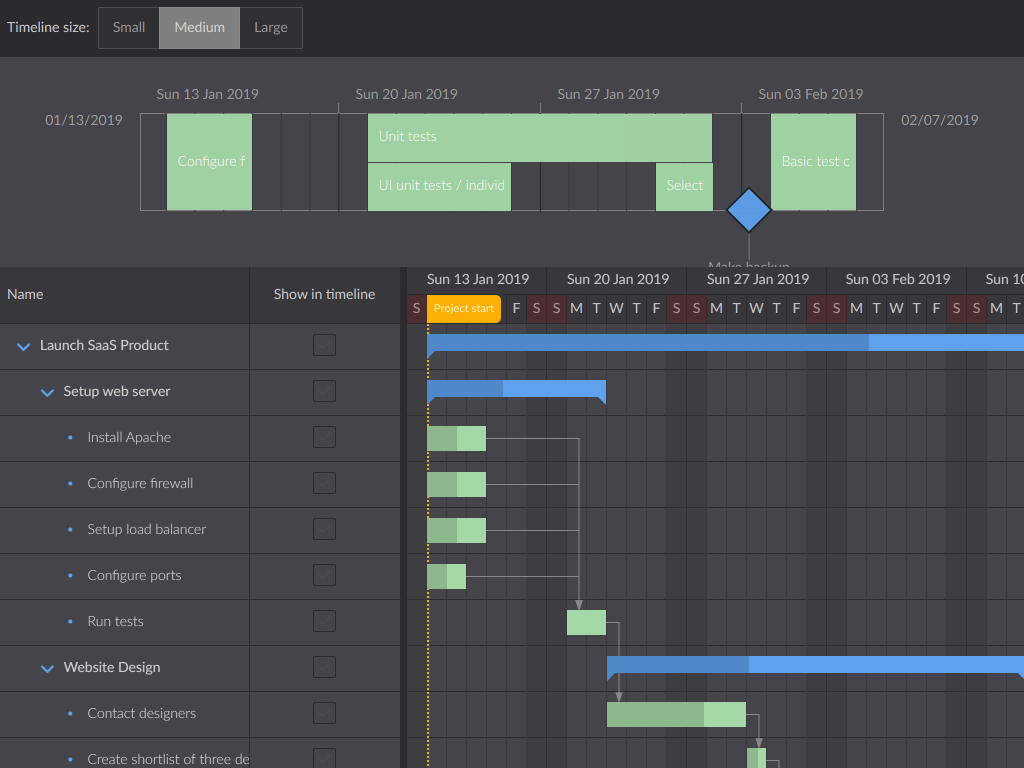 Timeline size: Small Medium Large
Sun 13 Jan 2019 Sun 20 Jan 2019 Sun 27 Jan 2019 Sun 03 Feb 2019
01/13/2019 02/07/2019
Unit tests
Configure f Basic test c
UI unit tests / individ Select
Make backup
Sun 13 Jan 2019 Sun 20 Jan 2019 Sun 27 Jan 2019 Sun 03 Feb 2019 Sun 10
Name Show in timeline
S Project start F S S M T W T F S S M T W T F S S M T W T F S S M T
Launch SaaS Product
Setup web server
Install Apache
Configure firewall
Setup load balancer
Configure ports
Run tests
Website Design
Contact designers
Create shortlist of three de